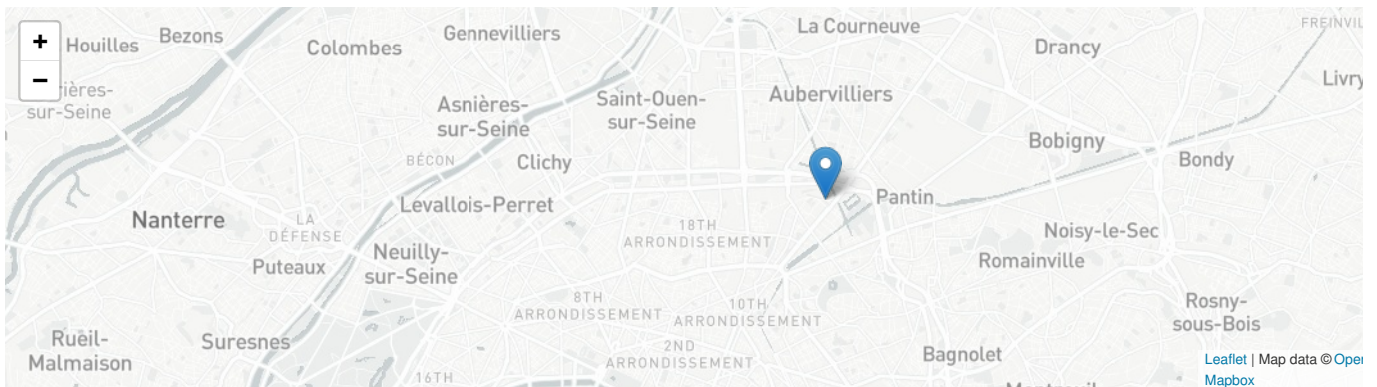 +
−
Houilles
Bezons
Colombes
Gennevilliers
La Courneuve
Drancy
Livry
sur-Seine
Asnières-
sur-Seine
Saint-Ouen-
sur-Seine
Aubervilliers
BÉCON
Clichy
Bobigny
Bondy
Nanterre
LA
DÉFENSE
Levallois-Perret
Pantin
18TH
ARRONDISSEMENT
Noisy-le-Sec
Puteaux
Neuilly-
sur-Seine
Romainville
8TH
ARRONDISSEMENT
10TH
ARRONDISSEMENT
Rosny-
sous-Bois
Rueil-
Malmaison
Suresnes
2ND
ARRONDISSEMENT
Bagnolet
16TH
Leaflet | Map data © Open
Mapbox